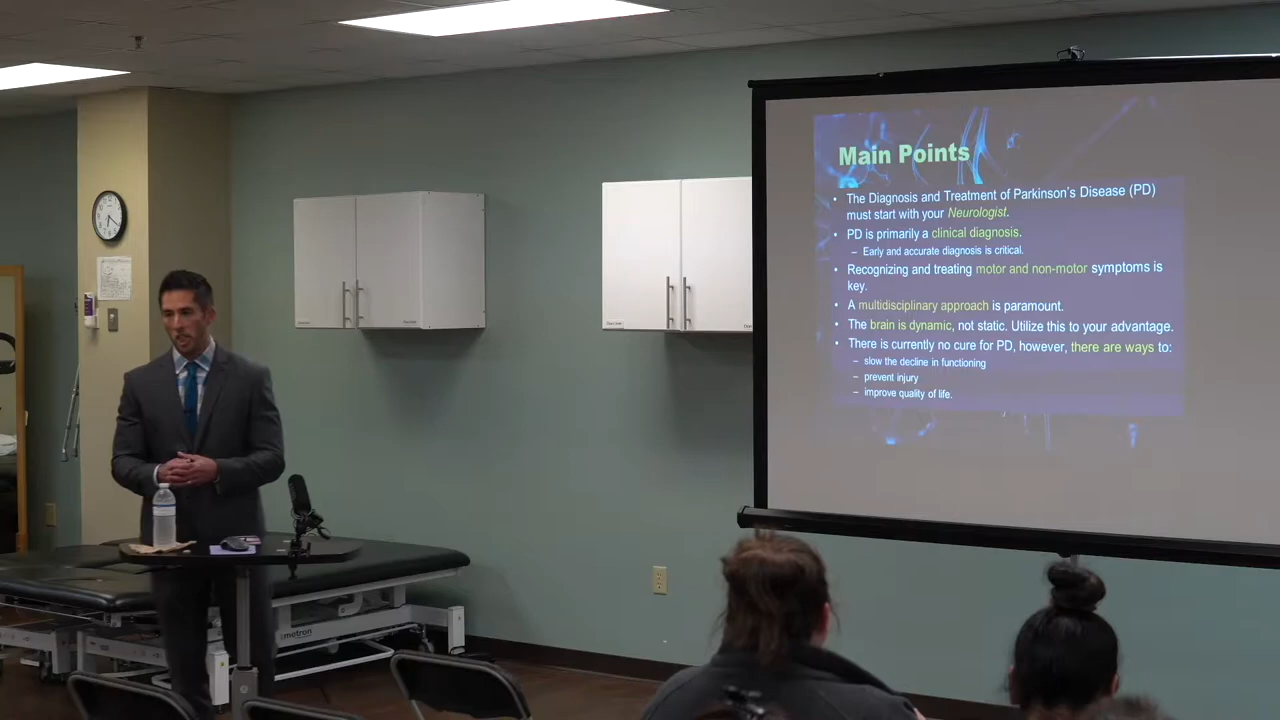 Main Points
• The Diagnosis and Treatment of Parkinson's Disease (PD)
must start with your Neurologist.
• PD is primarily a clinical diagnosis.
– Early and accurate diagnosis is critical.
• Recognizing and treating motor and non-motor symptoms is
key.
• A multidisciplinary approach is paramount.
• The brain is dynamic, not static. Utilize this to your advantage.
• There is currently no cure for PD, however, there are ways to:
– slow the decline in functioning
– prevent injury
– improve quality of life.
metron